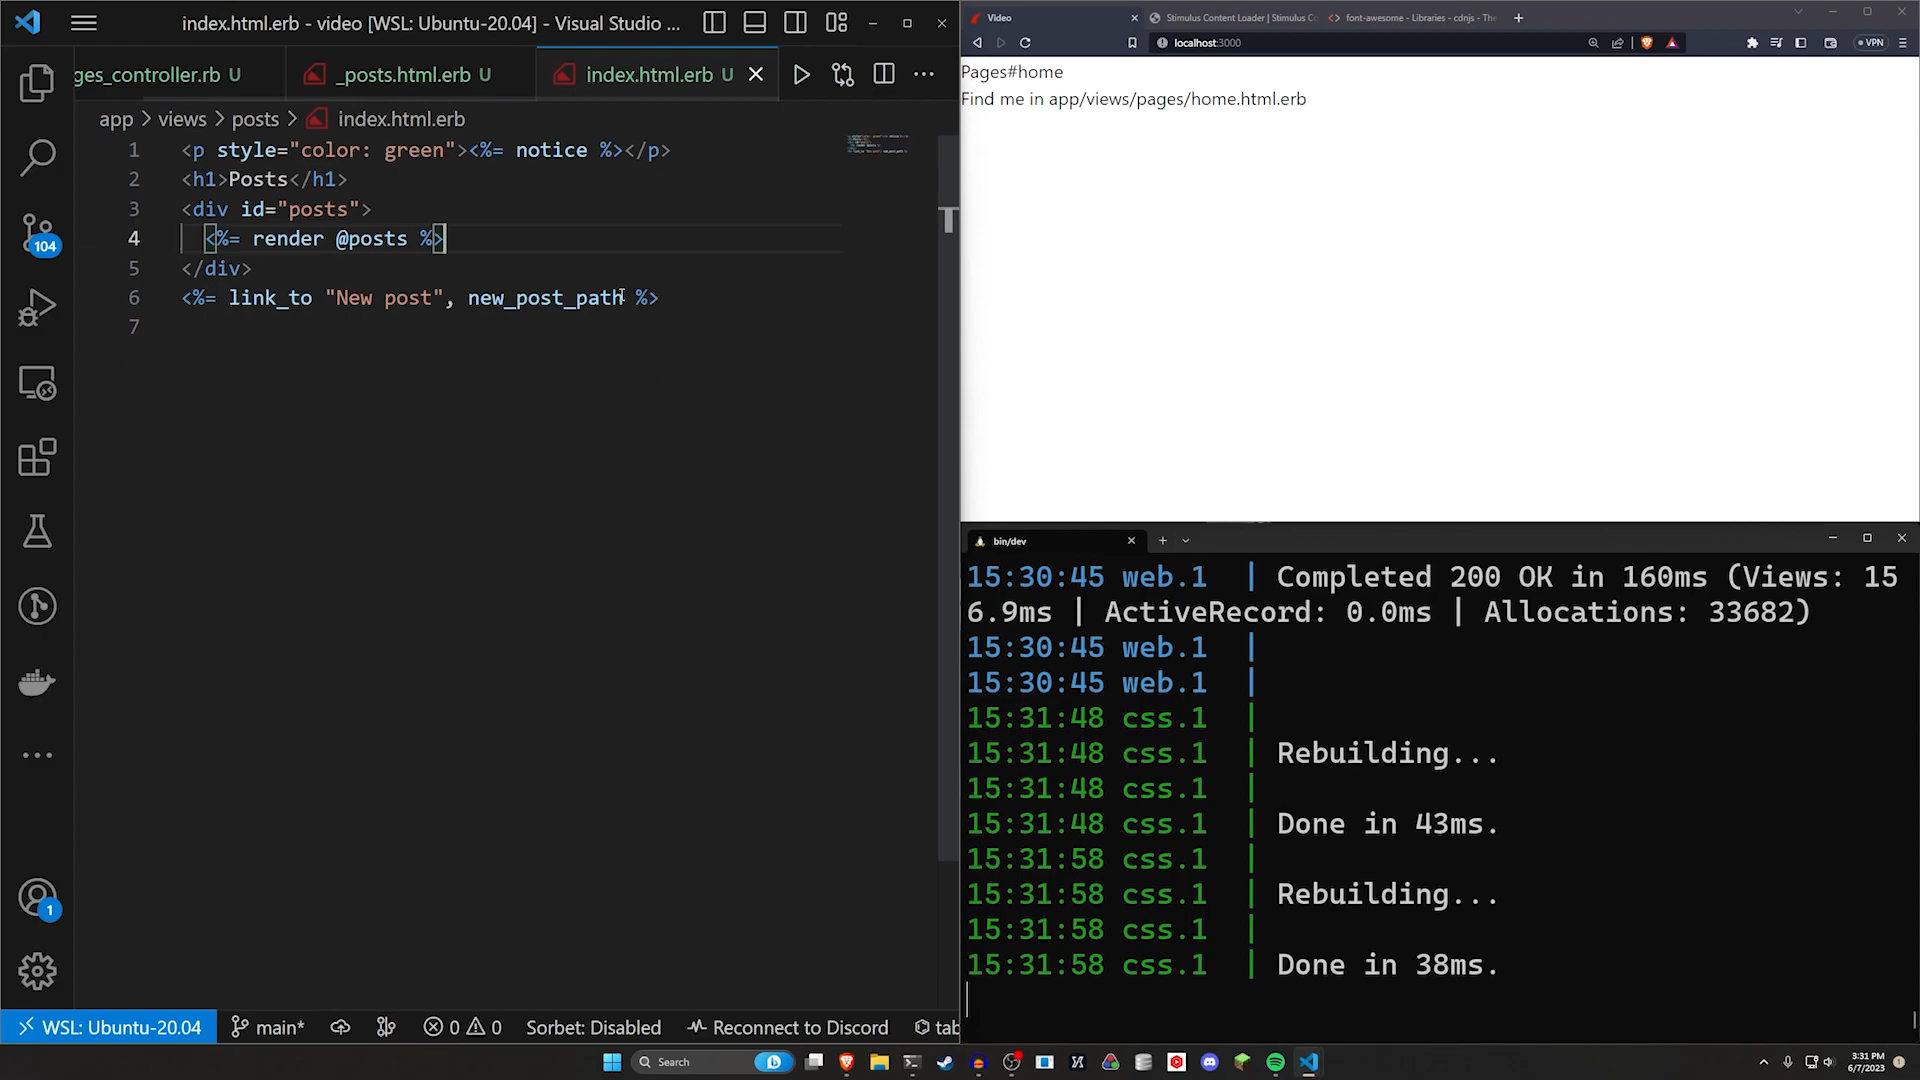 index.html.erb - video [WSL: Ubuntu-20.04] - Visual Studio ...
ges_controller.rb U
_posts.html.erb U
index.html.erb U
app > views > posts > index.html.erb
1 <p style="color: green"><%= notice %></p>
2 <h1>Posts</h1>
3 <div id="posts">
4 <%= render @posts %>
5 </div>
6 <%= link_to "New post", new_post_path %>
7
104
1
WSL: Ubuntu-20.04
main*
0 0
Sorbet: Disabled
Reconnect to Discord
tab
Video
Stimulus Content Loader | Stimulus Co
font-awesome - Libraries - cdnjs - The
localhost:3000
VPN
Pages#home
Find me in app/views/pages/home.html.erb
bin/dev
15:30:45 web.1 | Completed 200 OK in 160ms (Views: 15
6.9ms | ActiveRecord: 0.0ms | Allocations: 33682)
15:30:45 web.1 |
15:30:45 web.1 |
15:31:48 css.1 |
15:31:48 css.1 | Rebuilding...
15:31:48 css.1 |
15:31:48 css.1 | Done in 43ms.
15:31:58 css.1 |
15:31:58 css.1 | Rebuilding...
15:31:58 css.1 |
15:31:58 css.1 | Done in 38ms.
Search
3:31 PM
6/7/2023